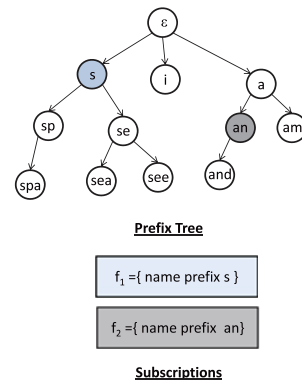 ε
s i a
sp se an am
spa sea see and
Prefix Tree
f₁ ={ name prefix s }
f₂ ={ name prefix an}
Subscriptions